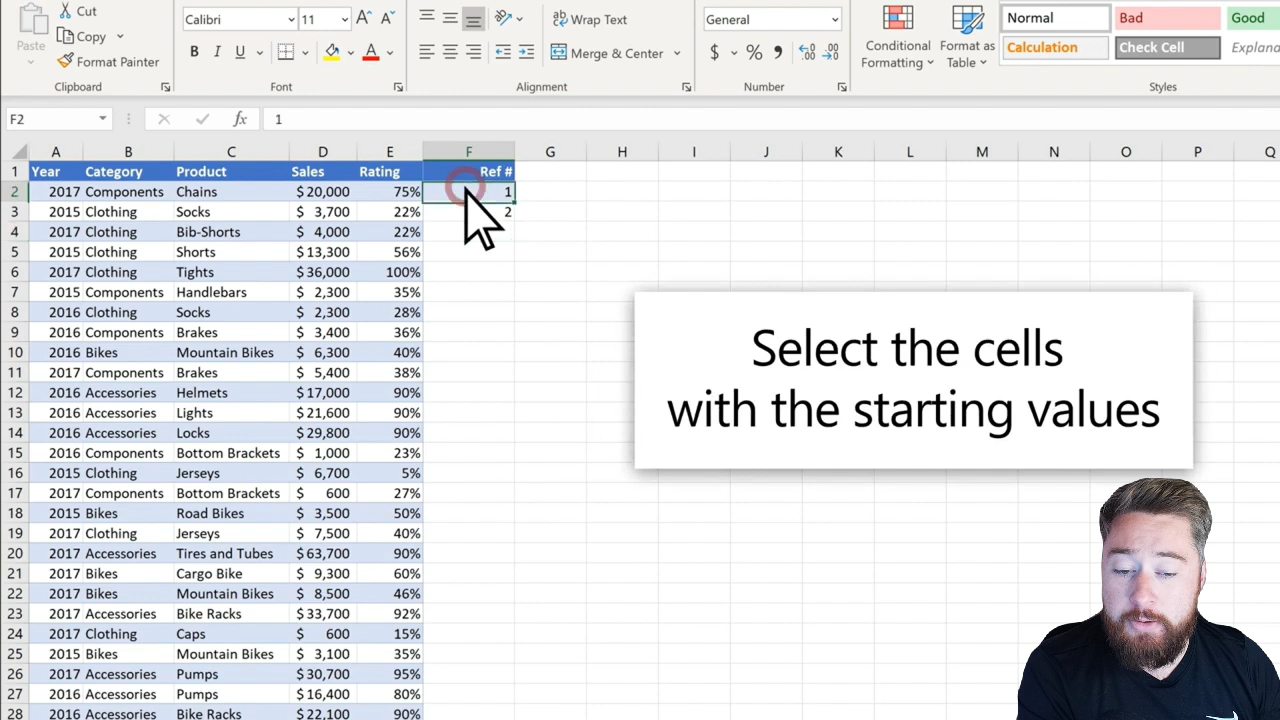 Cut
Copy
Format Painter
Paste
Clipboard
Calibri 11
B I U
Font
Wrap Text
Merge & Center
Alignment
General
$ % ,
Number
Conditional Formatting
Format as Table
Normal Bad Good
Calculation Check Cell
Styles
F2 fx 1
A B C D E F G H I J K L M N O P Q
1 Year Category Product Sales Rating Ref #
2 2017 Components Chains $ 20,000 75% 1
3 2015 Clothing Socks $ 3,700 22% 2
4 2017 Clothing Bib-Shorts $ 4,000 22%
5 2015 Clothing Shorts $ 13,300 56%
6 2017 Clothing Tights $ 36,000 100%
7 2015 Components Handlebars $ 2,300 35%
8 2016 Clothing Socks $ 2,300 28%
9 2016 Components Brakes $ 3,400 36%
10 2016 Bikes Mountain Bikes $ 6,300 40%
11 2017 Components Brakes $ 5,400 38%
12 2016 Accessories Helmets $ 17,000 90%
13 2016 Accessories Lights $ 21,600 90%
14 2016 Accessories Locks $ 29,800 90%
15 2016 Components Bottom Brackets $ 1,000 23%
16 2015 Clothing Jerseys $ 6,700 5%
17 2017 Components Bottom Brackets $ 600 27%
18 2015 Bikes Road Bikes $ 3,500 50%
19 2017 Clothing Jerseys $ 7,500 40%
20 2017 Accessories Tires and Tubes $ 63,700 90%
21 2017 Bikes Cargo Bike $ 9,300 60%
22 2017 Bikes Mountain Bikes $ 8,500 46%
23 2017 Accessories Bike Racks $ 33,700 92%
24 2017 Clothing Caps $ 600 15%
25 2015 Bikes Mountain Bikes $ 3,100 35%
26 2017 Accessories Pumps $ 30,700 95%
27 2016 Accessories Pumps $ 16,400 80%
28 2016 Accessories Bike Racks $ 22,100 90%
Select the cells
with the starting values